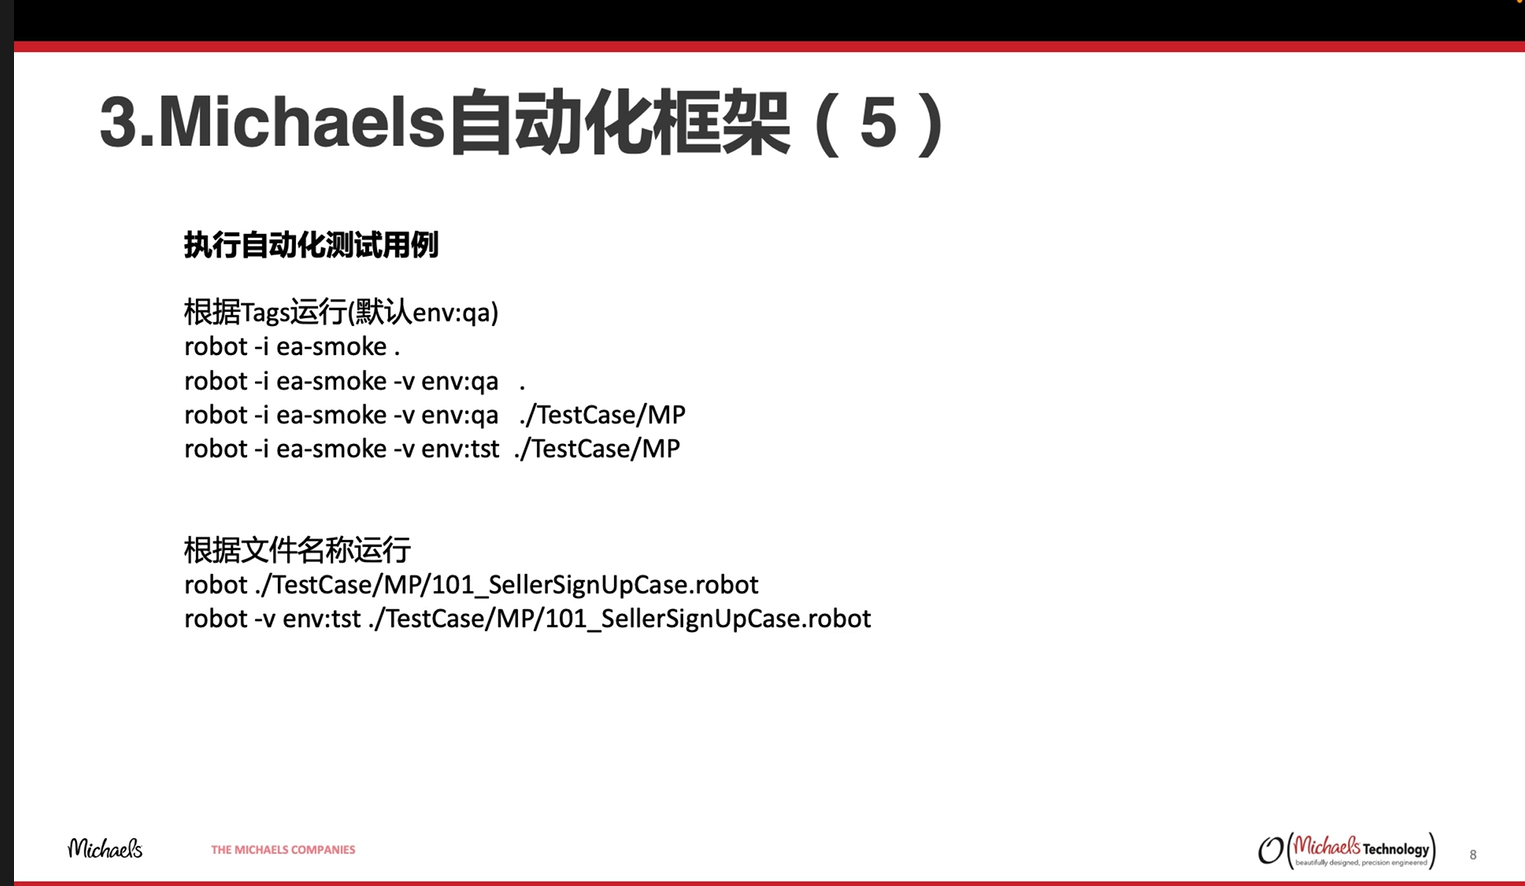 3.Michaels自动化框架（5）
执行自动化测试用例
根据Tags运行(默认env:qa)
robot -i ea-smoke .
robot -i ea-smoke -v env:qa   .
robot -i ea-smoke -v env:qa   ./TestCase/MP
robot -i ea-smoke -v env:tst  ./TestCase/MP
根据文件名称运行
robot ./TestCase/MP/101_SellerSignUpCase.robot
robot -v env:tst ./TestCase/MP/101_SellerSignUpCase.robot
Michaels
THE MICHAELS COMPANIES
O(Michaels Technology)
beautifully designed, precision engineered
8